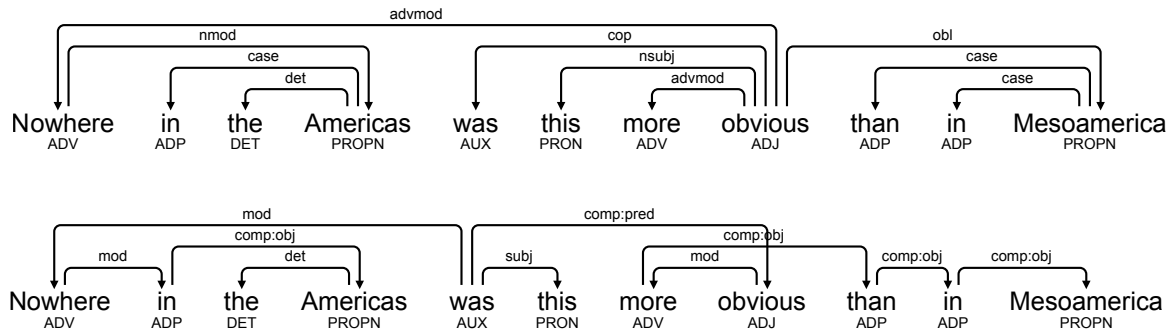 advmod
nmod cop obl
case nsubj case
det advmod case
Nowhere in the Americas was this more obvious than in Mesoamerica
ADV ADP DET PROPN AUX PRON ADV ADJ ADP ADP PROPN
mod comp:pred
comp:obj comp:obj
mod det subj mod comp:obj comp:obj
Nowhere in the Americas was this more obvious than in Mesoamerica
ADV ADP DET PROPN AUX PRON ADV ADJ ADP ADP PROPN